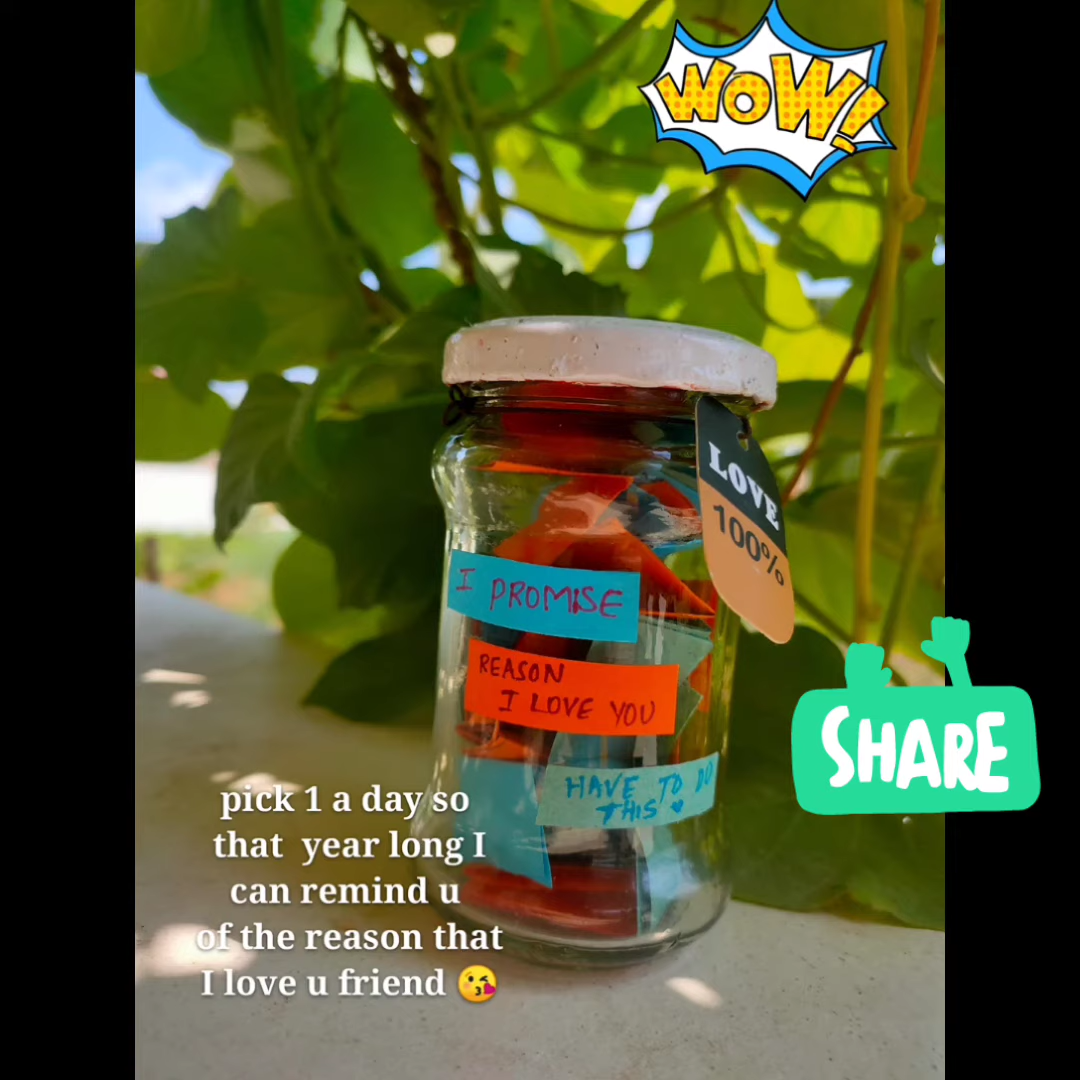 WOW!
LOVE
100%
I PROMISE
REASON
I LOVE YOU
HAVE TO DO
THIS
SHARE
pick 1 a day so
that year long I
can remind u
of the reason that
I love u friend 😘